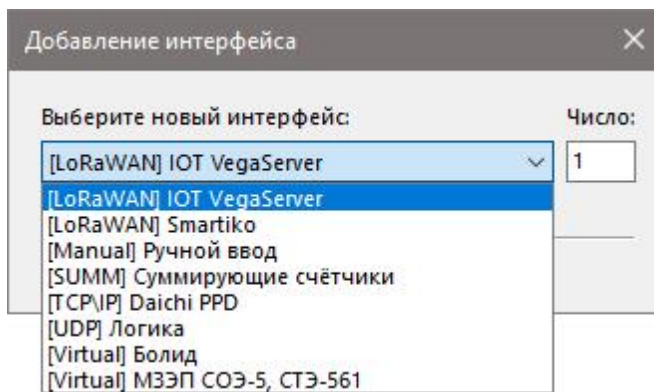 Добавление интерфейса
Выберите новый интерфейс: Число:
[LoRaWAN] IOT VegaServer 1
[LoRaWAN] IOT VegaServer
[LoRaWAN] Smartiko
[Manual] Ручной ввод
[SUMM] Суммирующие счётчики
[TCP\IP] Daichi PPD
[UDP] Логика
[Virtual] Болид
[Virtual] МЗЭП СОЭ-5, СТЭ-561